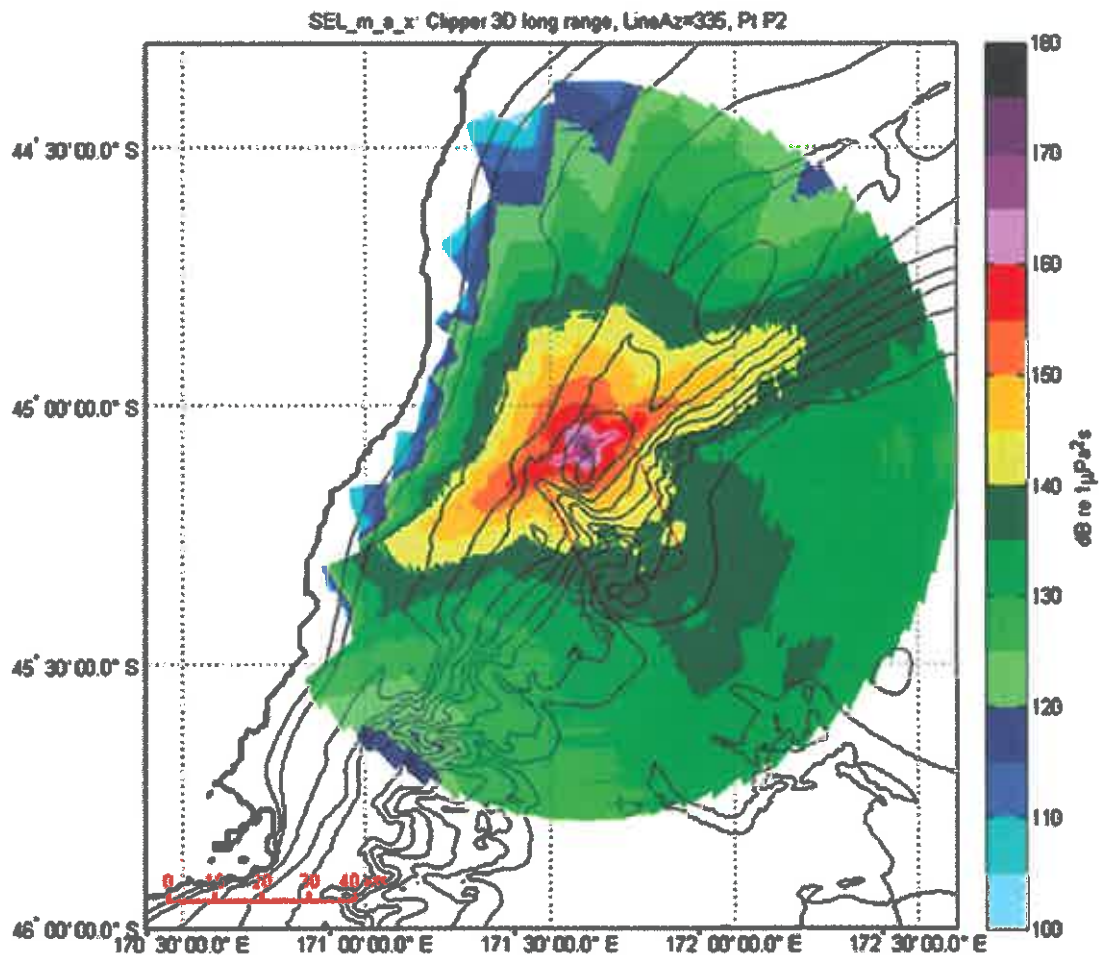 SEL_m_a_x: Clipper 3D long range, LineAz=335, Pt P2
180
44° 30'00.0" S
170
160
45° 00'00.0" S
150
140
dB re 1µPa^2s
130
45° 30'00.0" S
120
110
0 10 20 30 40 km
46° 00'00.0" S
100
170° 30'00.0" E 171° 00'00.0" E 171° 30'00.0" E 172° 00'00.0" E 172° 30'00.0" E